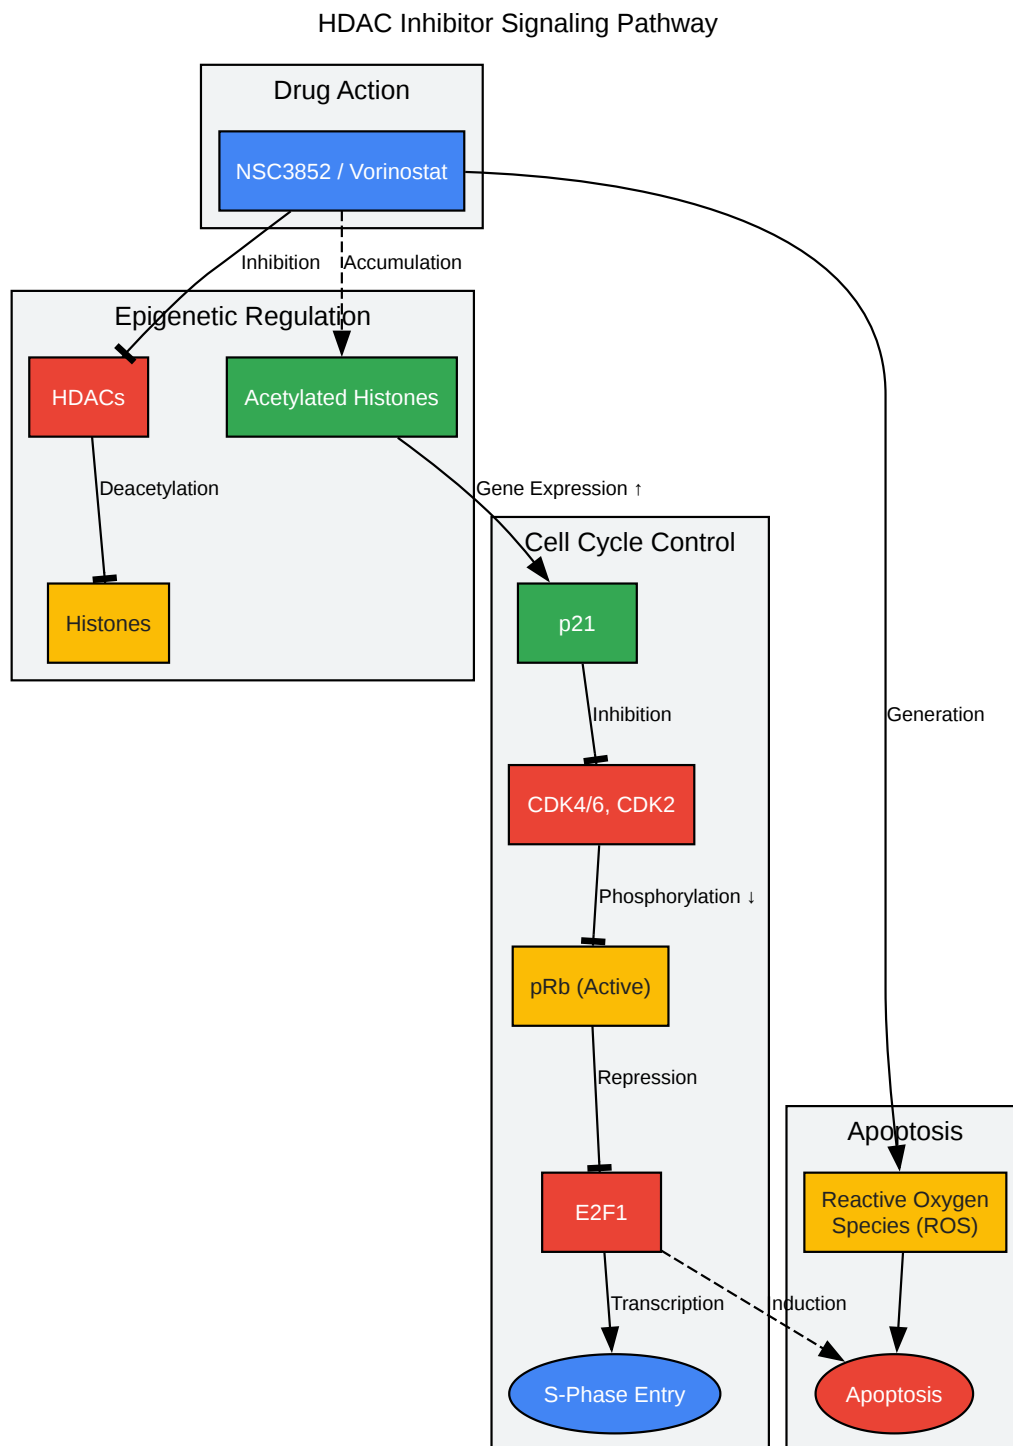 HDAC Inhibitor Signaling Pathway
Drug Action
NSC3852 / Vorinostat
Inhibition
Accumulation
Epigenetic Regulation
HDACs
Acetylated Histones
Deacetylation
Gene Expression ↑
Cell Cycle Control
Histones
p21
Inhibition
Generation
CDK4/6, CDK2
Phosphorylation ↓
pRb (Active)
Repression
Apoptosis
E2F1
Reactive Oxygen
Species (ROS)
Transcription
Induction
S-Phase Entry
Apoptosis